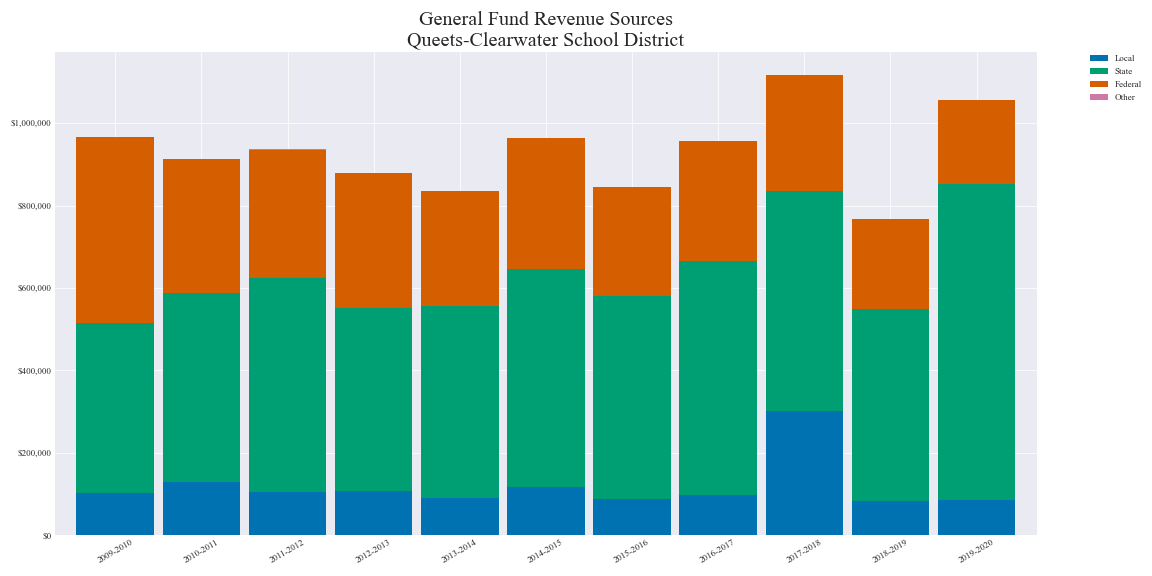 General Fund Revenue Sources
Queets-Clearwater School District
Local
State
Federal
Other
$1,000,000
$800,000
$600,000
$400,000
$200,000
$0
2009-2010
2010-2011
2011-2012
2012-2013
2013-2014
2014-2015
2015-2016
2016-2017
2017-2018
2018-2019
2019-2020